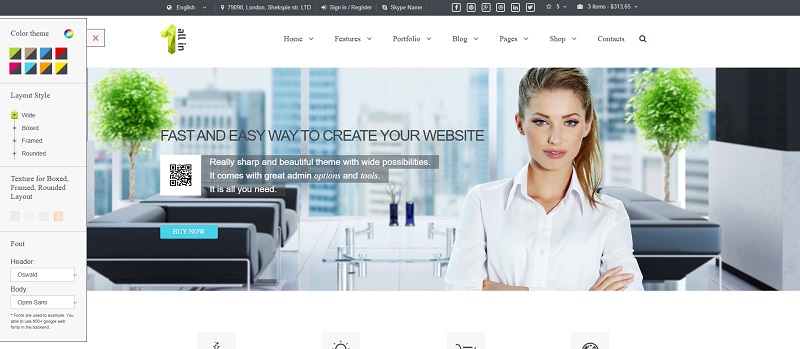 English
79098, London, Sheksple str. LTD
Sign In / Register
Skype Name
5
3 Items - $313,65
Color theme
all.in
Home Features Portfolio Blog Pages Shop Contacts
Layout Style
Wide
Boxed
Framed
Rounded
Texture for Boxed,
Framed, Rounded
Layout
Font
Header:
Oswald
Body:
Open Sans
* Fonts are used to example. You
able to use 800+ google web
fonts in the backend.
FAST AND EASY WAY TO CREATE YOUR WEBSITE
Really sharp and beautiful theme with wide possibilities.
It comes with great admin options and tools.
It is all you need.
BUY NOW